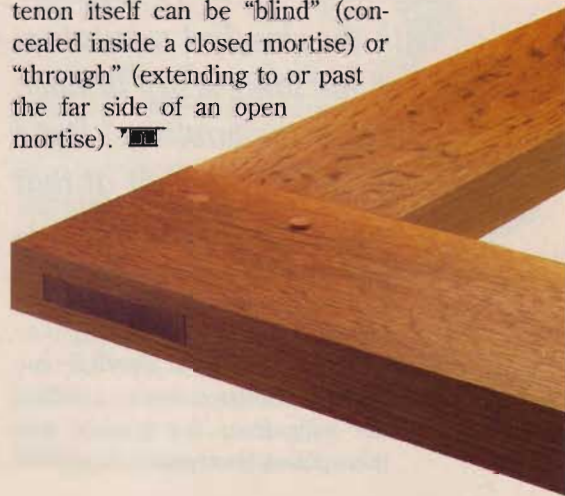 tenon itself can be “blind” (con-
cealed inside a closed mortise) or
“through” (extending to or past
the far side of an open
mortise).